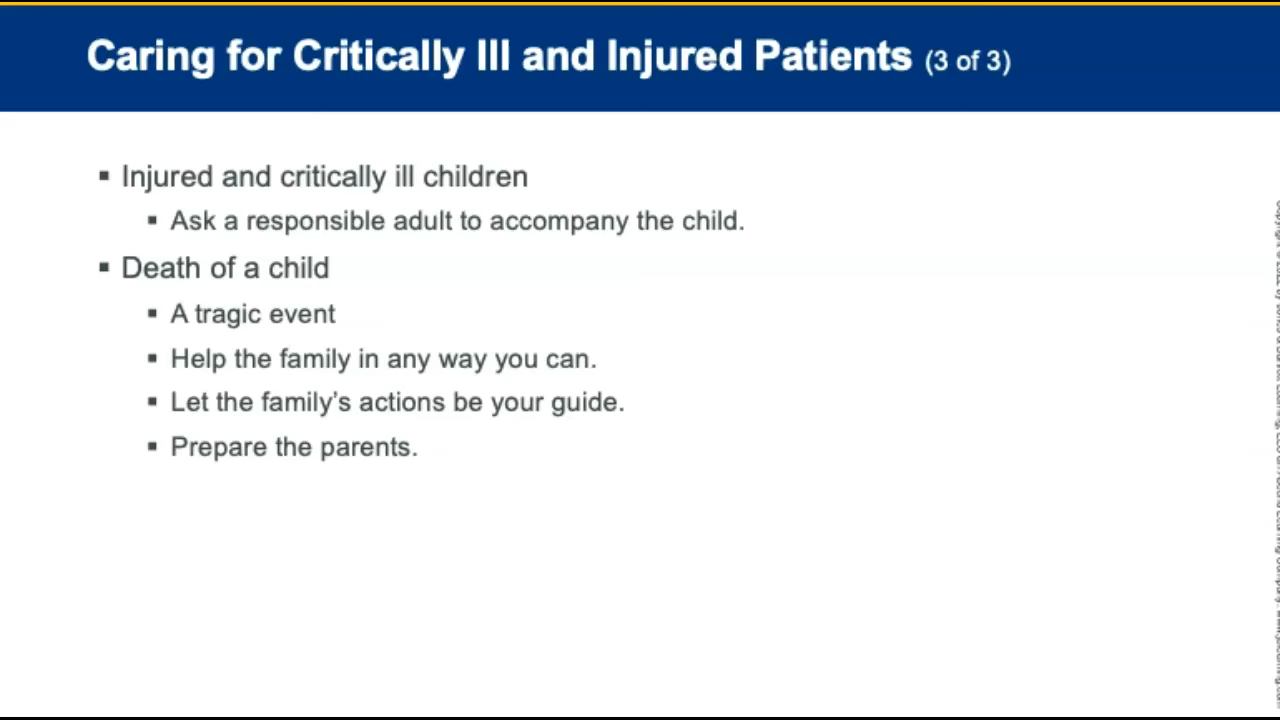 Caring for Critically Ill and Injured Patients (3 of 3)
▪ Injured and critically ill children
▪ Ask a responsible adult to accompany the child.
▪ Death of a child
▪ A tragic event
▪ Help the family in any way you can.
▪ Let the family’s actions be your guide.
▪ Prepare the parents.